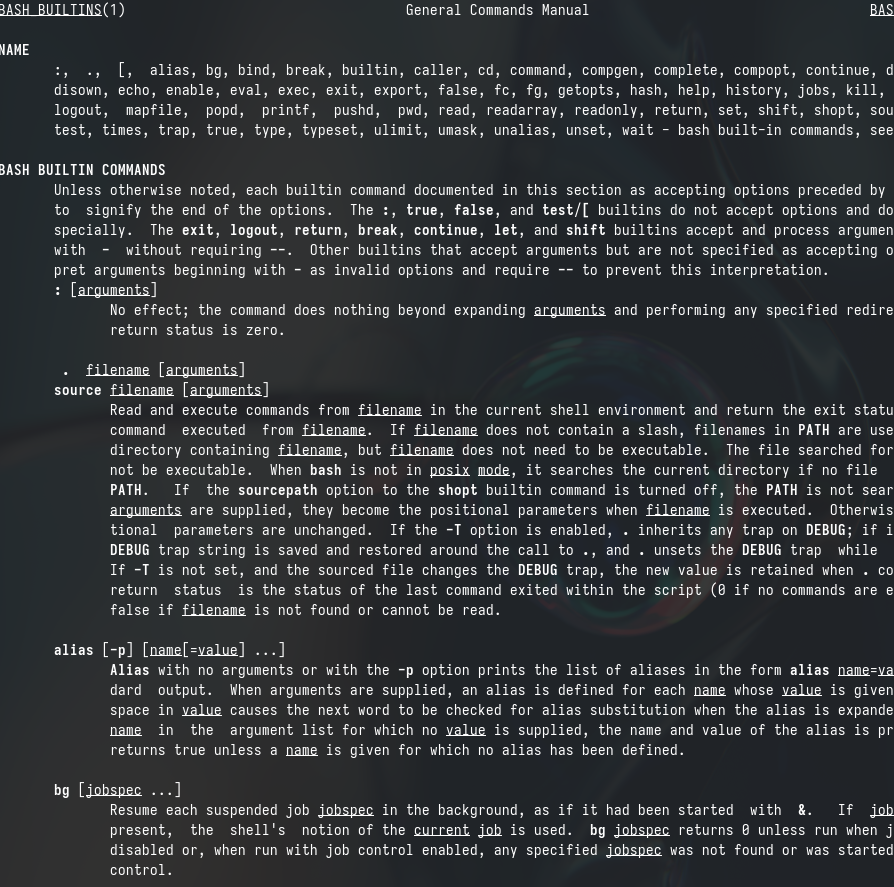 BASH_BUILTINS(1) General Commands Manual BAS
NAME
:, ., [, alias, bg, bind, break, builtin, caller, cd, command, compgen, complete, compopt, continue, d
disown, echo, enable, eval, exec, exit, export, false, fc, fg, getopts, hash, help, history, jobs, kill,
logout, mapfile, popd, printf, pushd, pwd, read, readarray, readonly, return, set, shift, shopt, sou
test, times, trap, true, type, typeset, ulimit, umask, unalias, unset, wait - bash built-in commands, see
BASH BUILTIN COMMANDS
Unless otherwise noted, each builtin command documented in this section as accepting options preceded by
to signify the end of the options. The :, true, false, and test/[ builtins do not accept options and do
specially. The exit, logout, return, break, continue, let, and shift builtins accept and process argumen
with - without requiring --. Other builtins that accept arguments but are not specified as accepting o
pret arguments beginning with - as invalid options and require -- to prevent this interpretation.
: [arguments]
No effect; the command does nothing beyond expanding arguments and performing any specified redire
return status is zero.
. filename [arguments]
source filename [arguments]
Read and execute commands from filename in the current shell environment and return the exit statu
command executed from filename. If filename does not contain a slash, filenames in PATH are use
directory containing filename, but filename does not need to be executable. The file searched for
not be executable. When bash is not in posix mode, it searches the current directory if no file
PATH. If the sourcepath option to the shopt builtin command is turned off, the PATH is not sear
arguments are supplied, they become the positional parameters when filename is executed. Otherwis
tional parameters are unchanged. If the -T option is enabled, . inherits any trap on DEBUG; if i
DEBUG trap string is saved and restored around the call to ., and . unsets the DEBUG trap while
If -T is not set, and the sourced file changes the DEBUG trap, the new value is retained when . co
return status is the status of the last command exited within the script (0 if no commands are e
false if filename is not found or cannot be read.
alias [-p] [name[=value] ...]
Alias with no arguments or with the -p option prints the list of aliases in the form alias name=va
dard output. When arguments are supplied, an alias is defined for each name whose value is given
space in value causes the next word to be checked for alias substitution when the alias is expande
name in the argument list for which no value is supplied, the name and value of the alias is pr
returns true unless a name is given for which no alias has been defined.
bg [jobspec ...]
Resume each suspended job jobspec in the background, as if it had been started with &. If job
present, the shell's notion of the current job is used. bg jobspec returns 0 unless run when j
disabled or, when run with job control enabled, any specified jobspec was not found or was started
control.